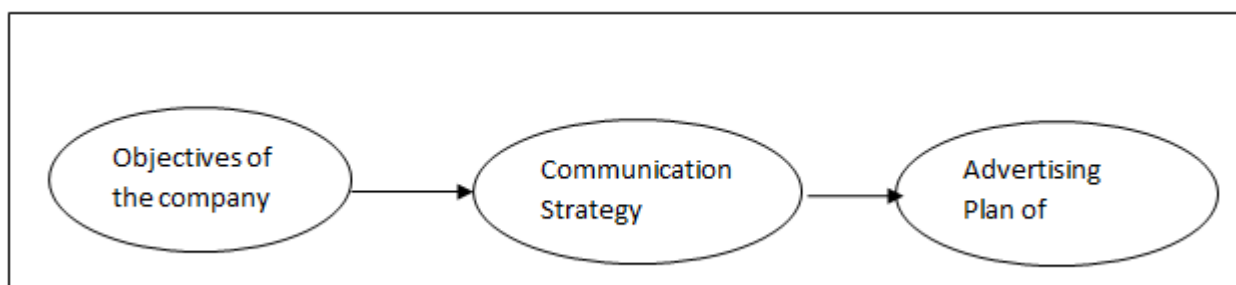 Objectives of
the company
Communication
Strategy
Advertising
Plan of